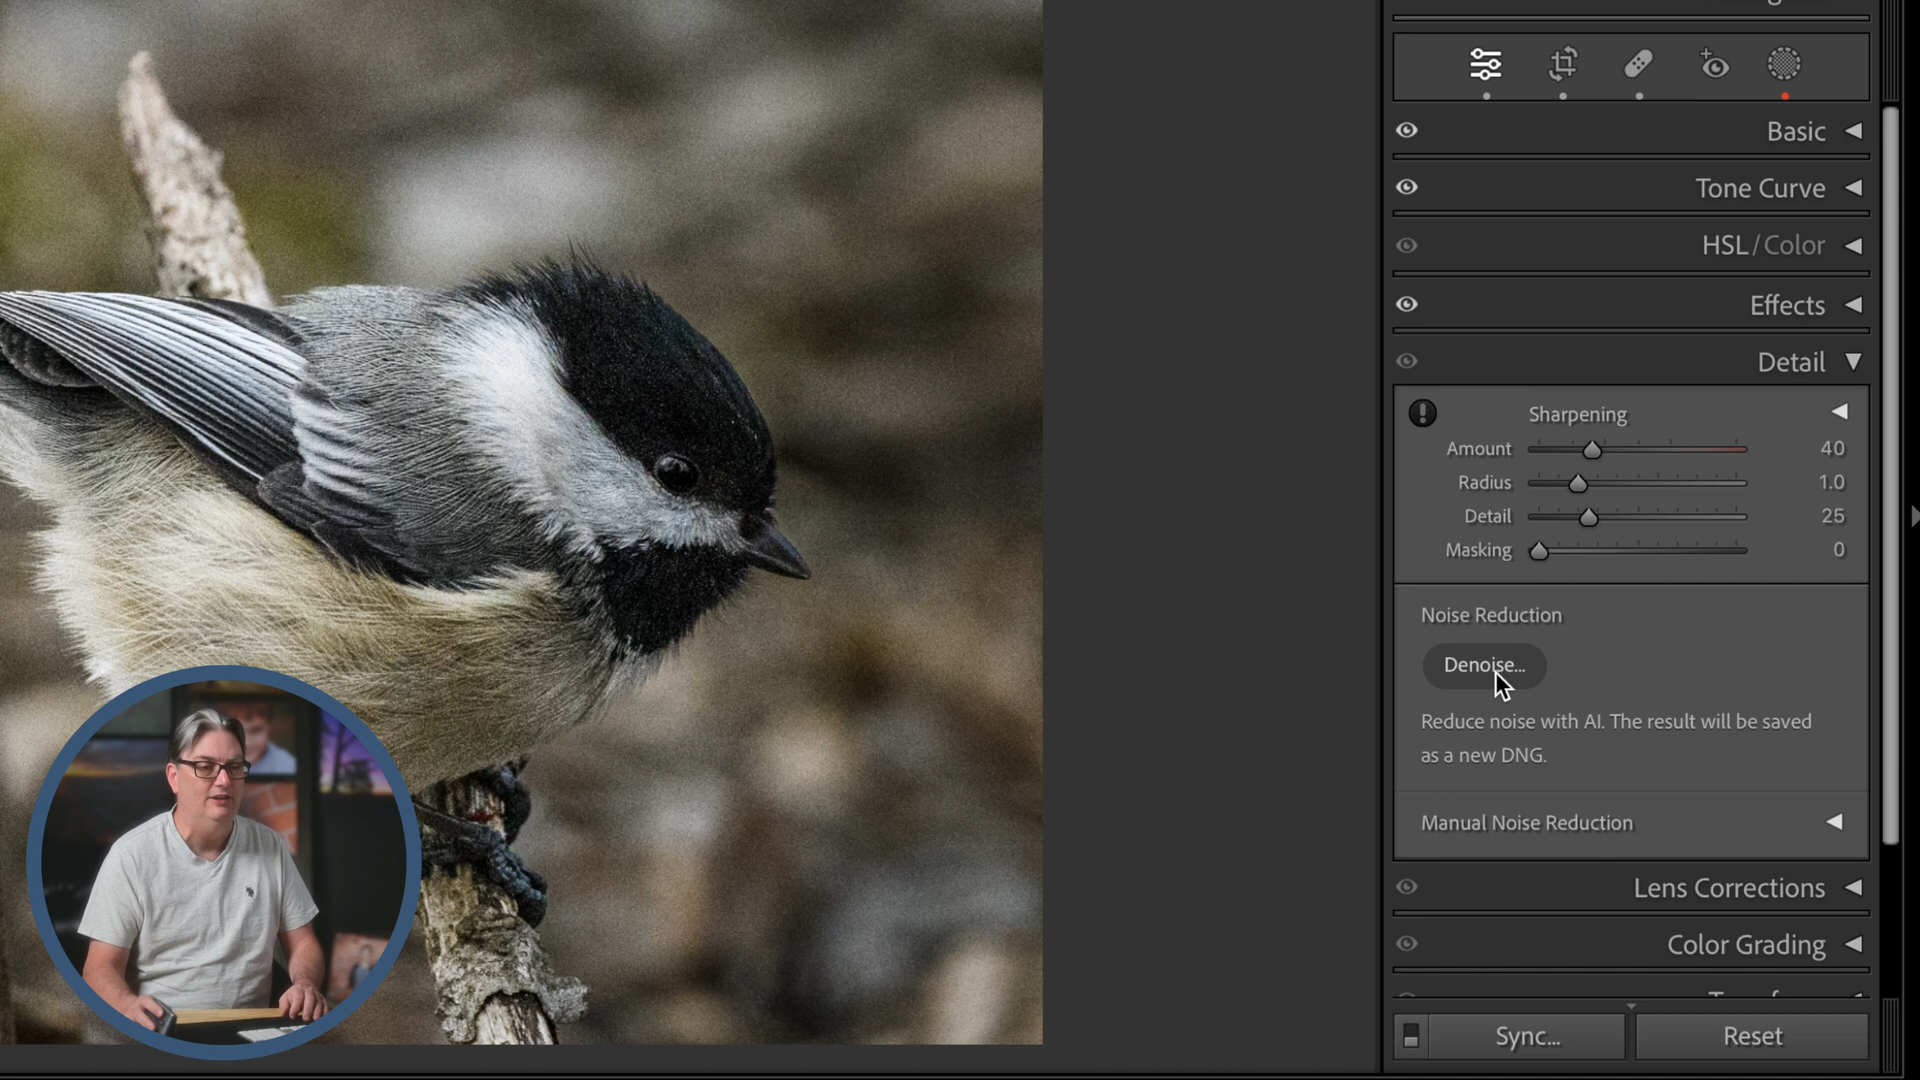 Basic
Tone Curve
HSL / Color
Effects
Detail
Sharpening
Amount 40
Radius 1.0
Detail 25
Masking 0
Noise Reduction
Denoise...
Reduce noise with AI. The result will be saved
as a new DNG.
Manual Noise Reduction
Lens Corrections
Color Grading
Sync...
Reset